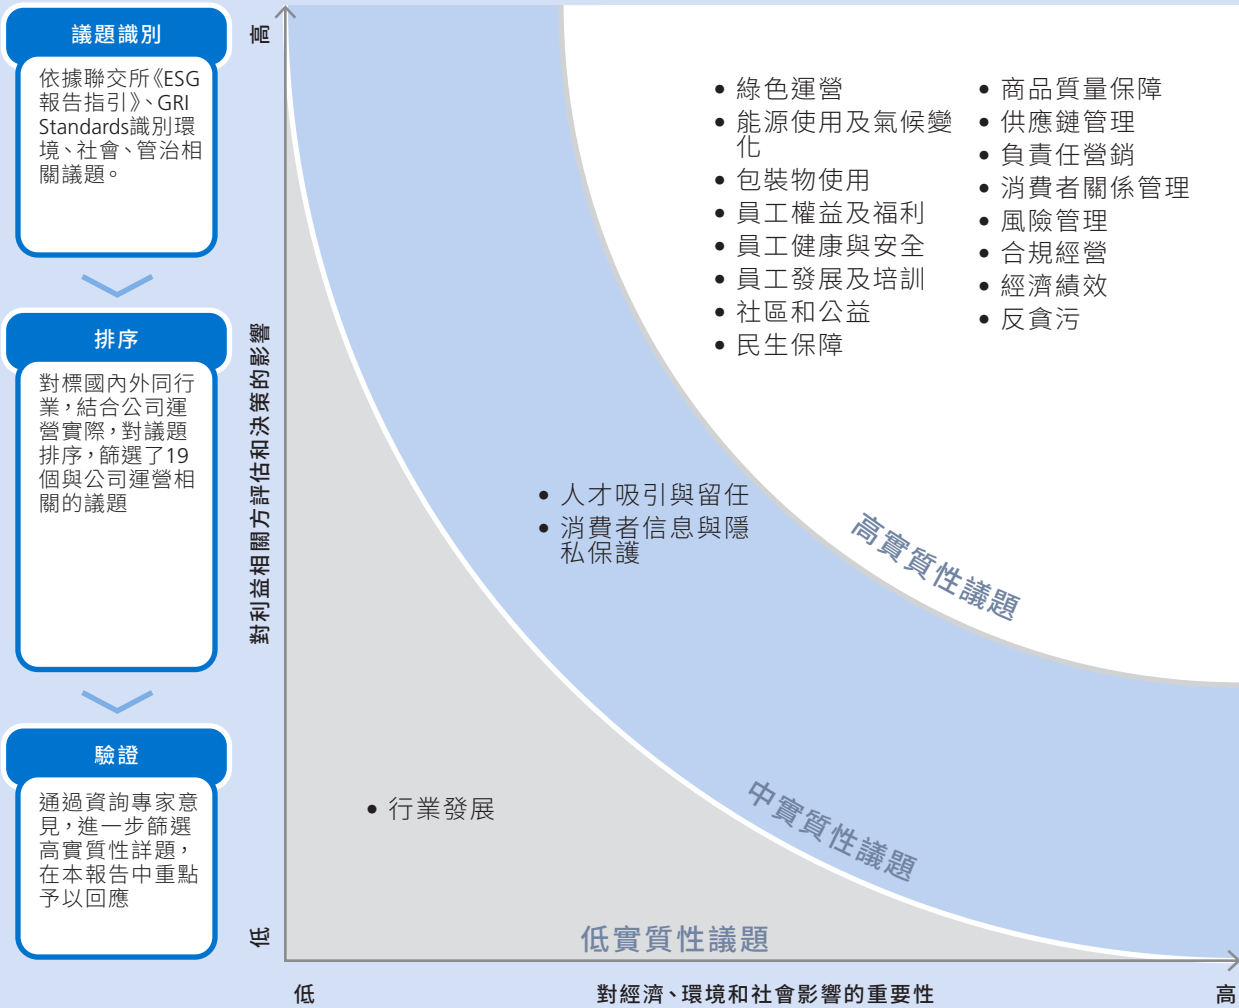 議題識別
依據聯交所《ESG
報告指引》、GRI
Standards識別環
境、社會、管治相
關議題。
排序
對標國內外同行
業，結合公司運
營實際，對議題
排序，篩選了19
個與公司運營相
關的議題
驗證
通過資詢專家意
見，進一步篩選
高實質性詳題，
在本報告中重點
予以回應
高
對利益相關方評估和決策的影響
低
• 綠色運營
• 能源使用及氣候變
化
• 包裝物使用
• 員工權益及福利
• 員工健康與安全
• 員工發展及培訓
• 社區和公益
• 民生保障
• 商品質量保障
• 供應鏈管理
• 負責任營銷
• 消費者關係管理
• 風險管理
• 合規經營
• 經濟績效
• 反貪污
• 人才吸引與留任
• 消費者信息與隱
私保護
高實質性議題
• 行業發展
中實質性議題
低實質性議題
低
對經濟、環境和社會影響的重要性
高